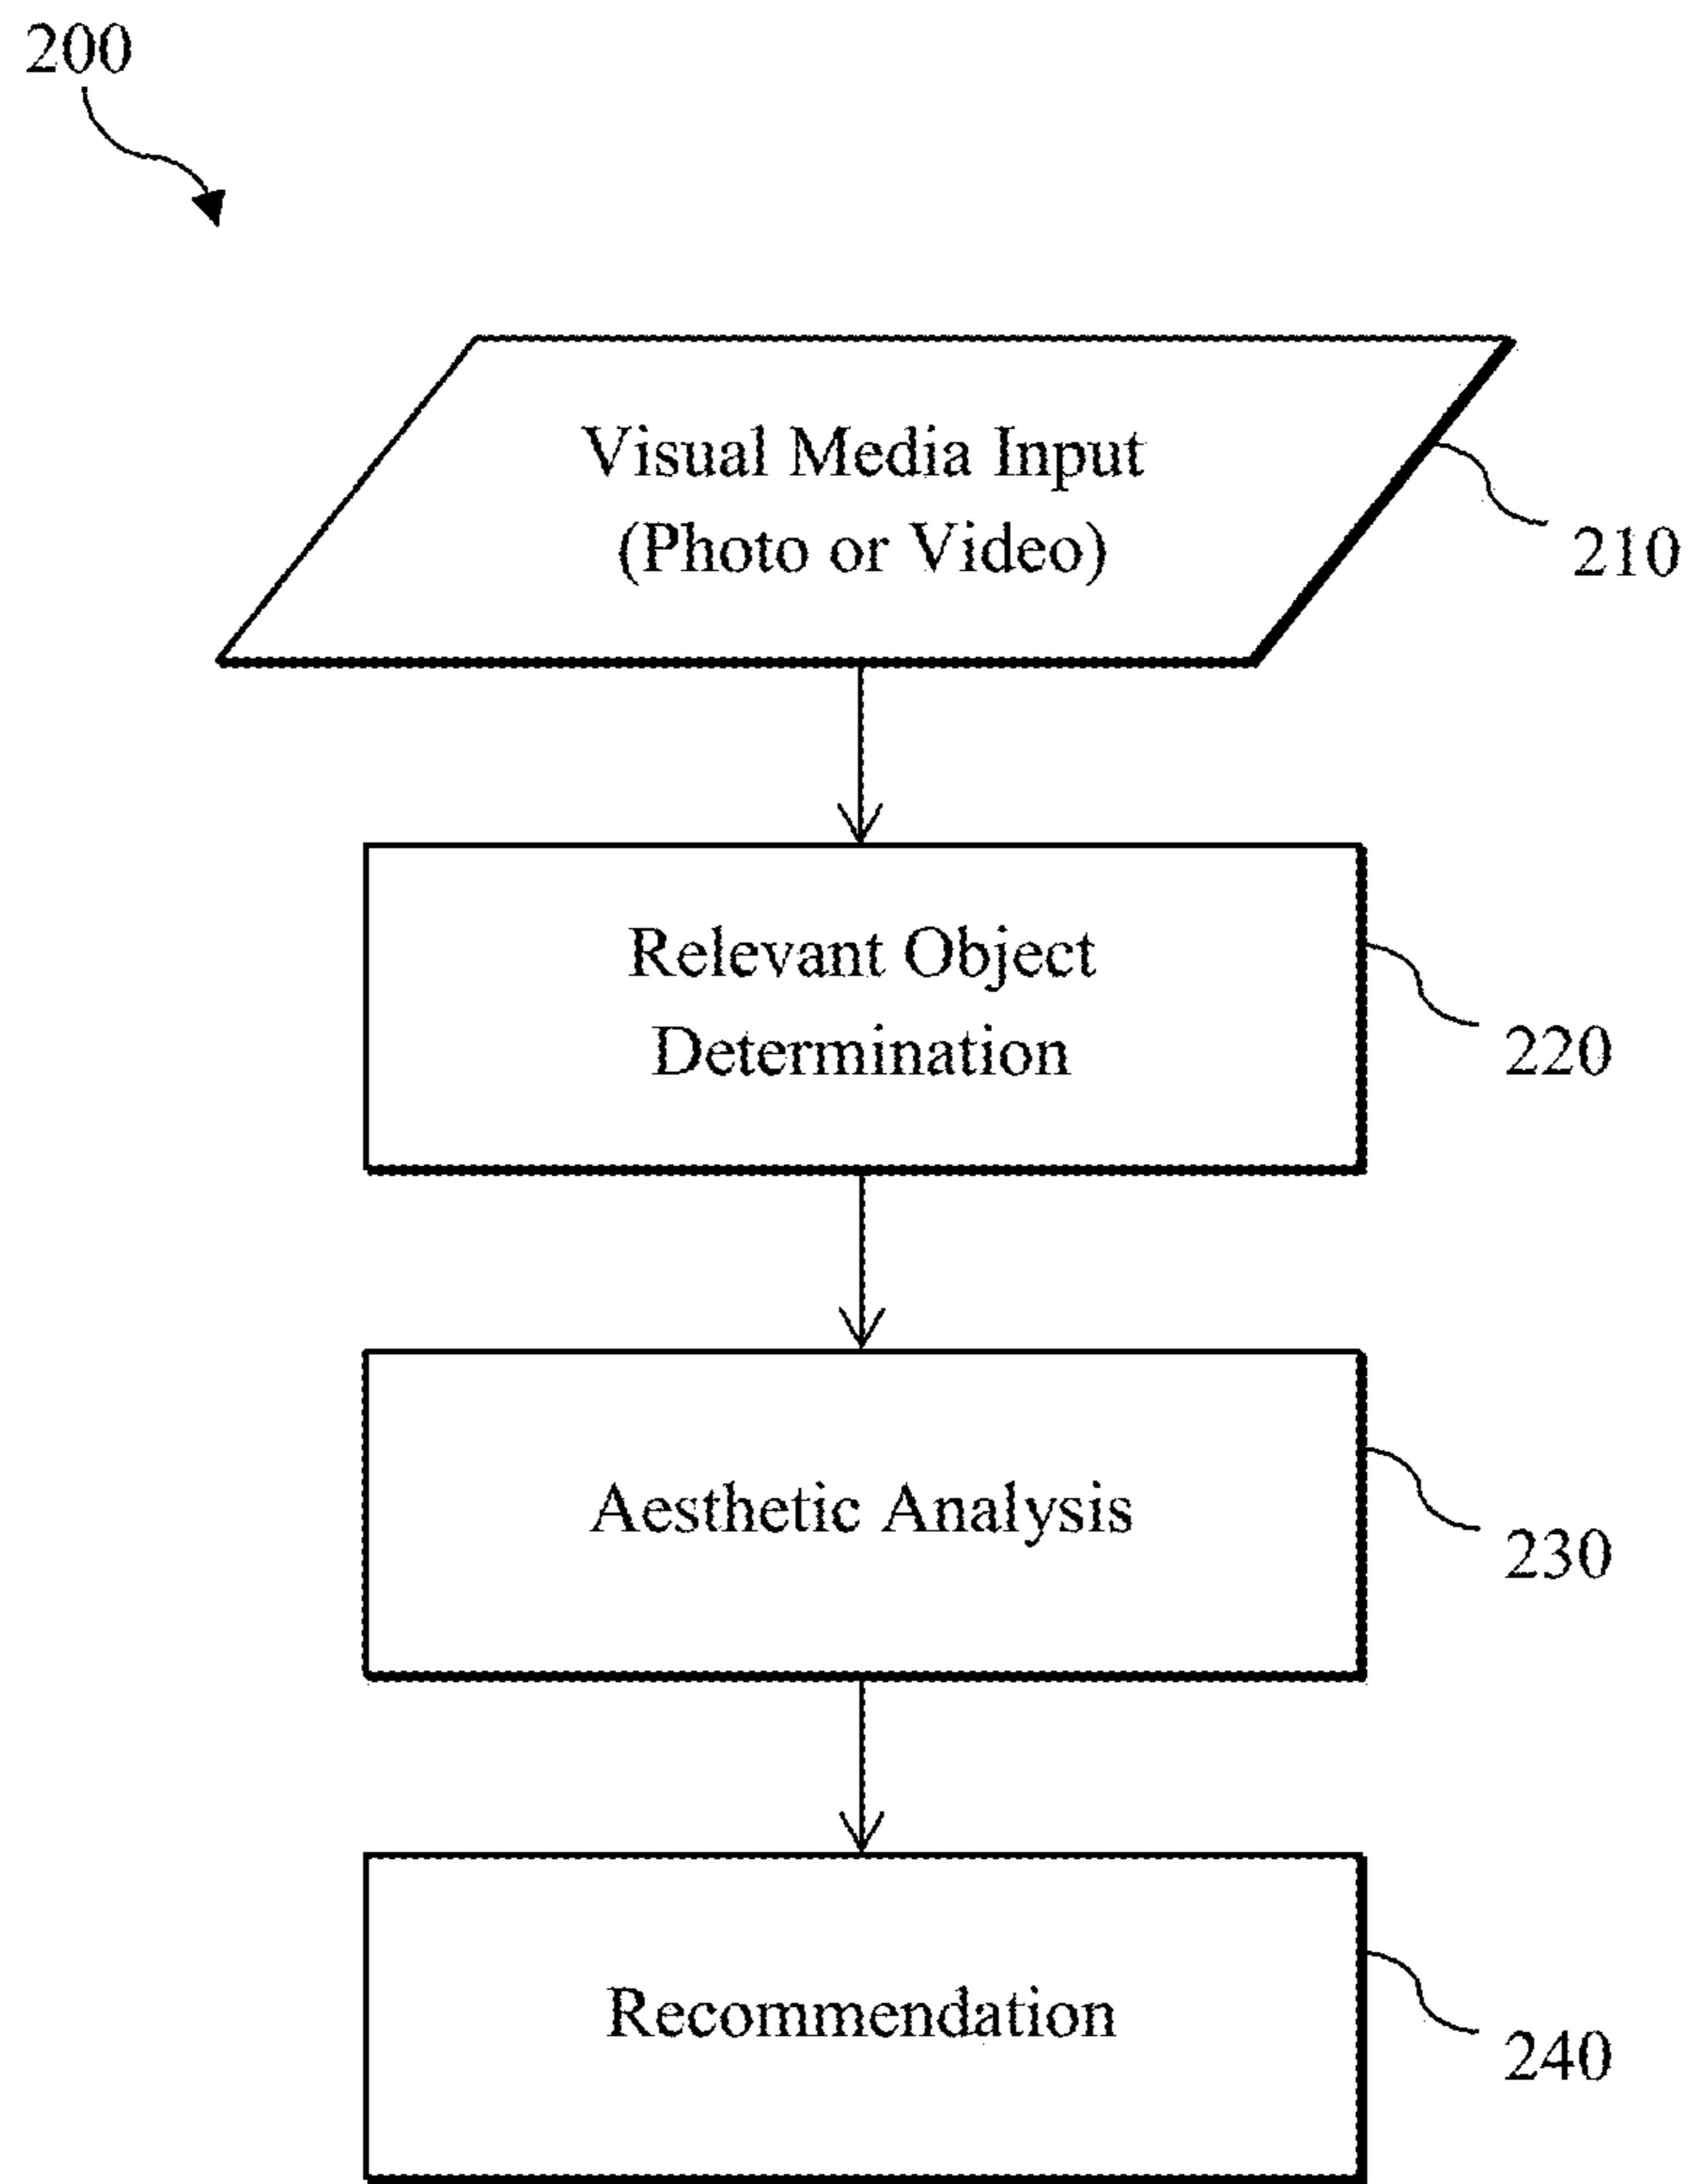 200
Visual Media Input
(Photo or Video)
210
Relevant Object
Determination
220
Aesthetic Analysis
230
Recommendation
240